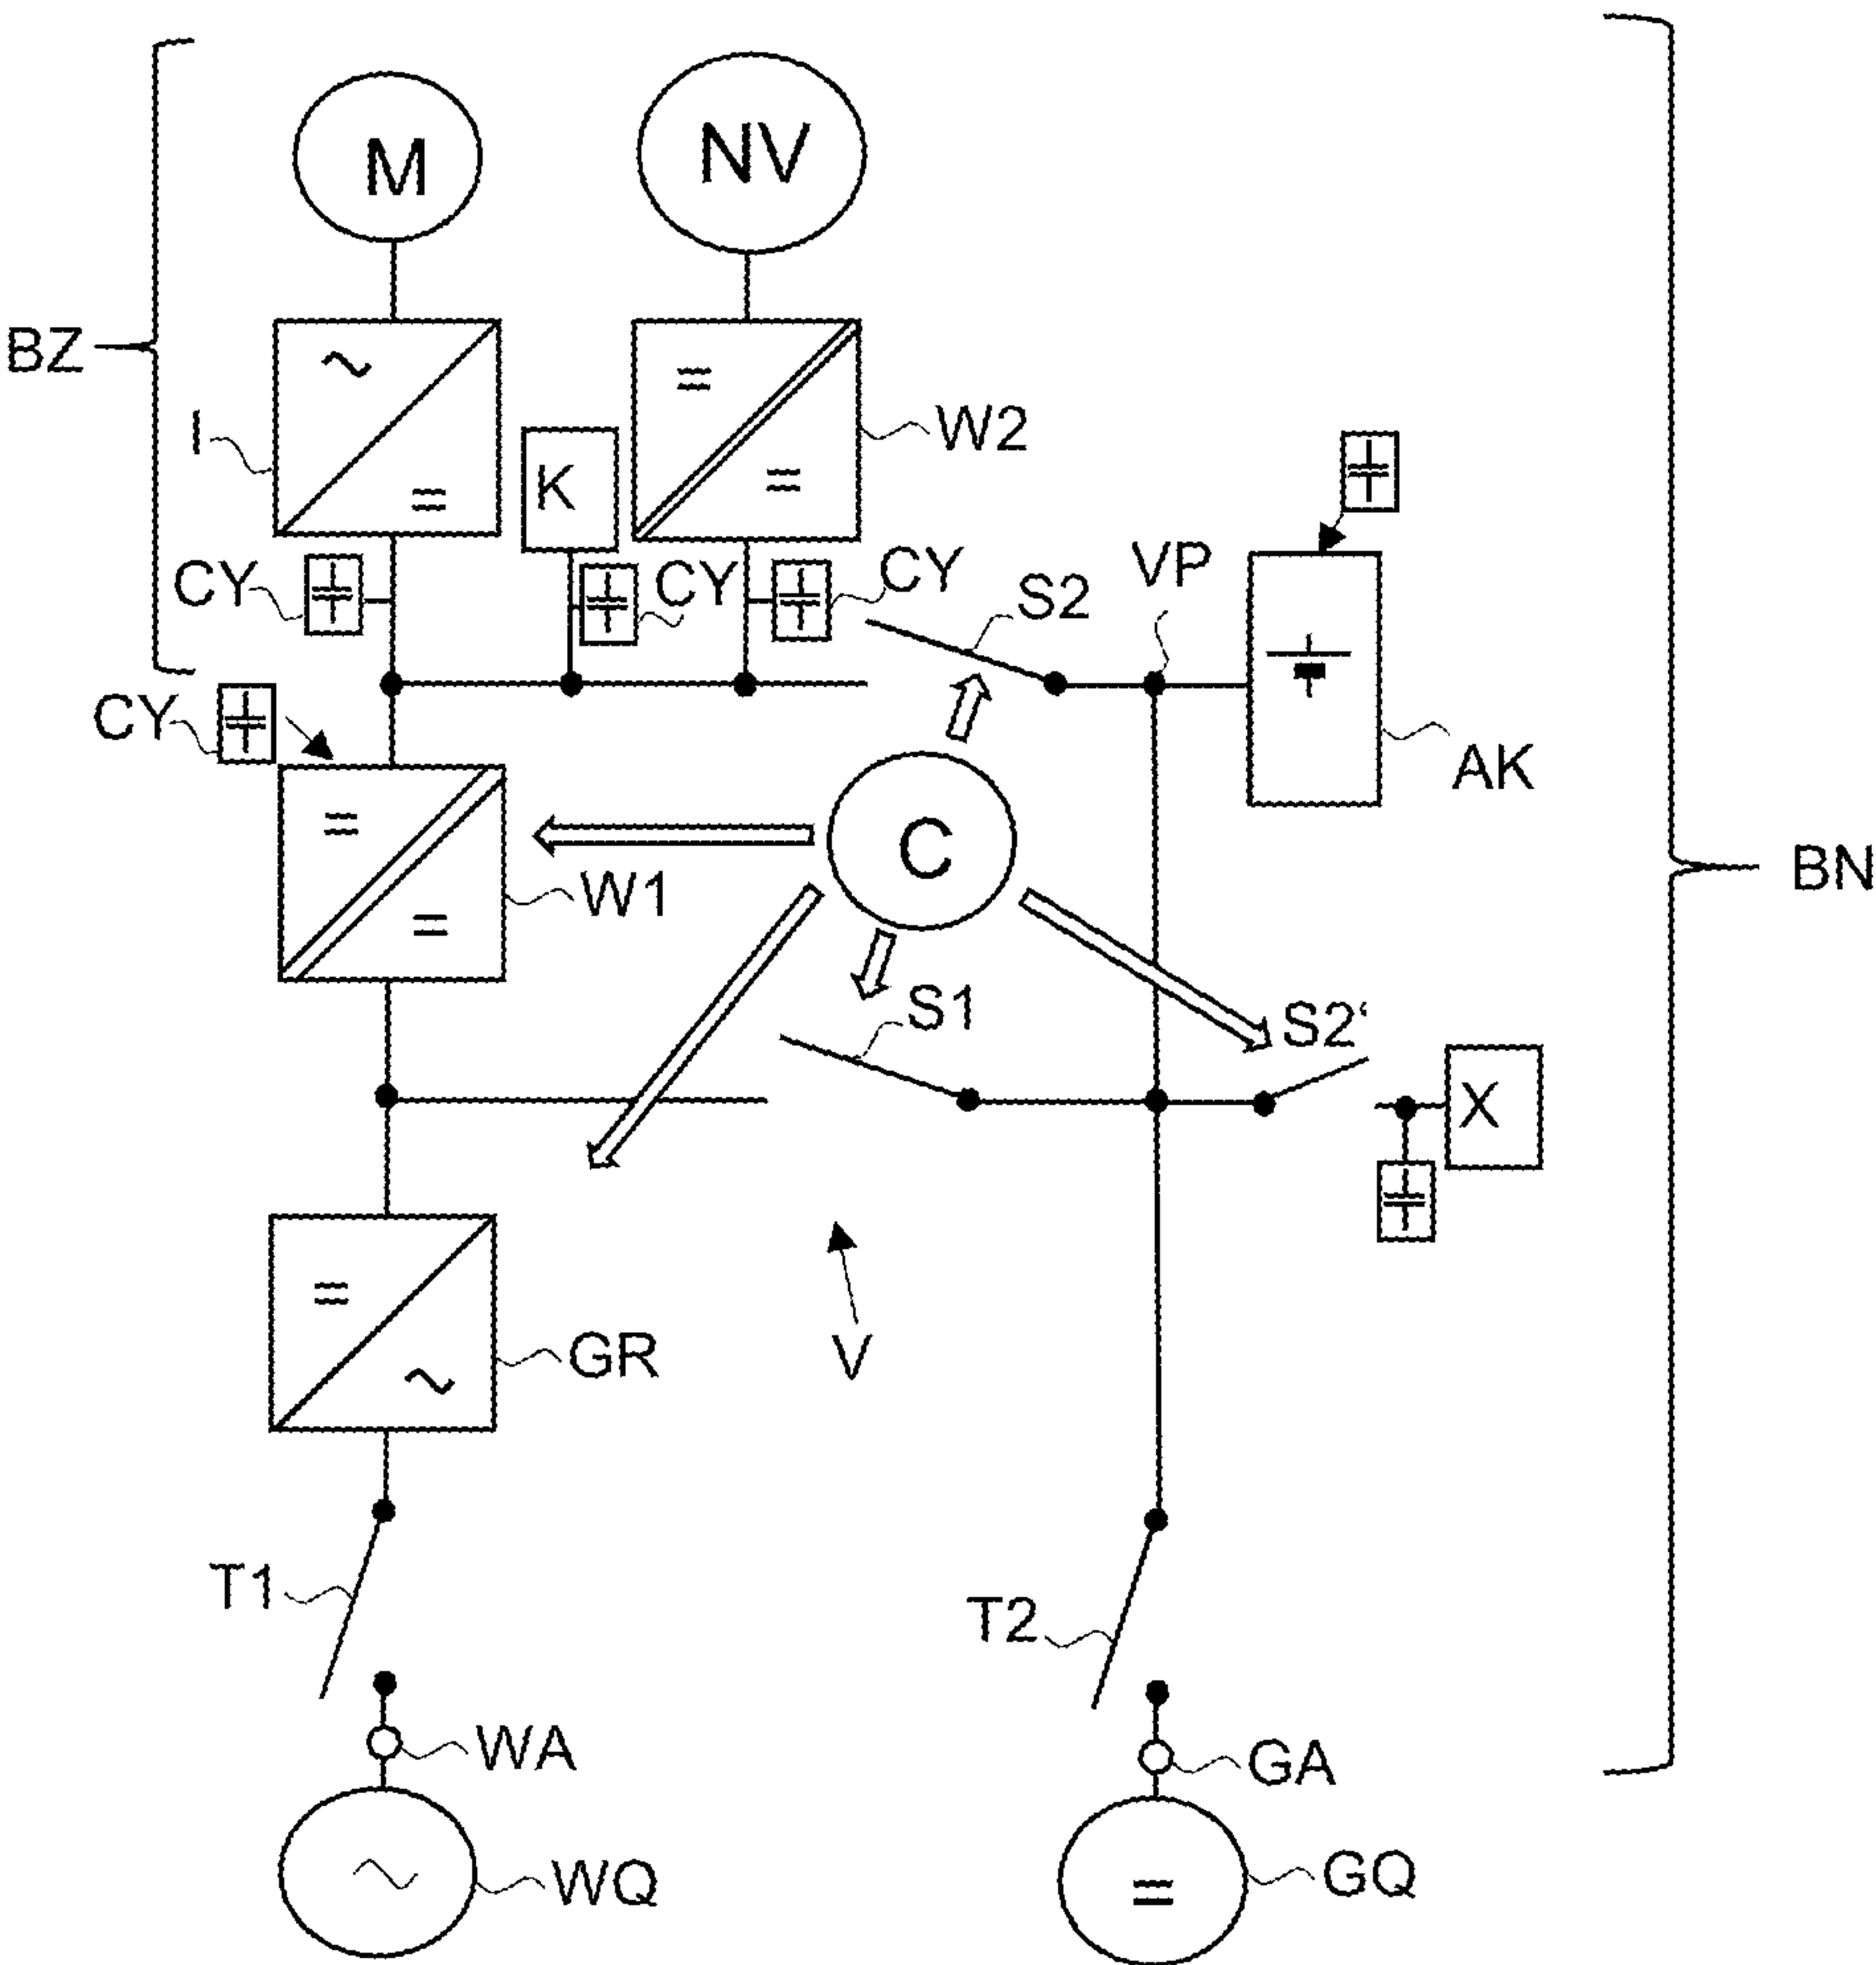 M
NV
BZ
I
~
=
K
=
=
W2
CY
CY
CY
S2
VP
CY
AK
=
=
W1
C
BN
S1
S2'
X
=
~
GR
V
T1
T2
WA
GA
~
WQ
=
GQ